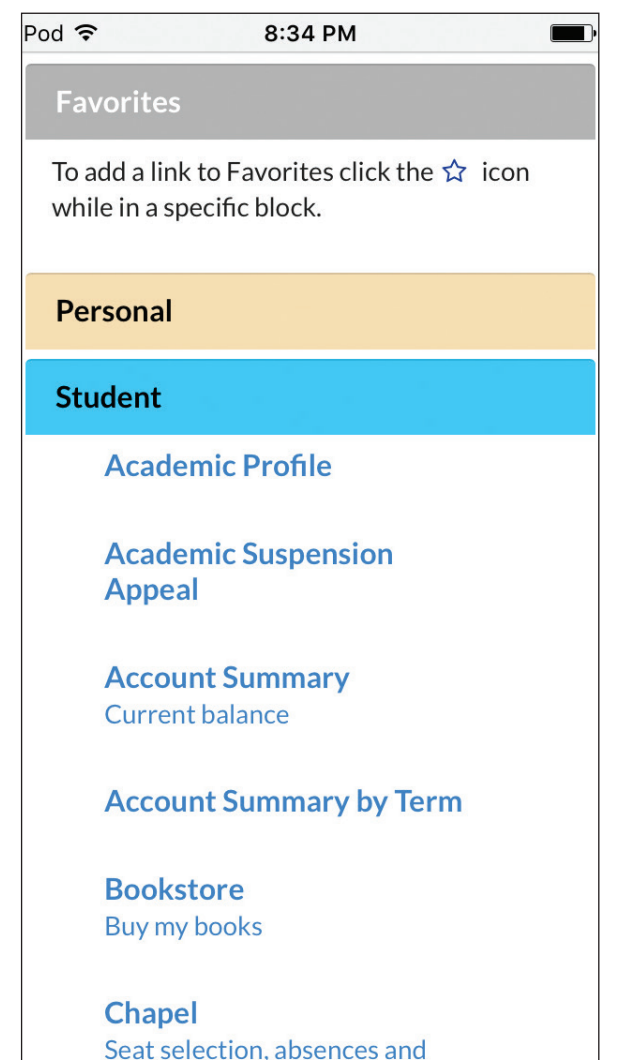 Pod 8:34 PM
Favorites
To add a link to Favorites click the ☆ icon
while in a specific block.
Personal
Student
Academic Profile
Academic Suspension
Appeal
Account Summary
Current balance
Account Summary by Term
Bookstore
Buy my books
Chapel
Seat selection, absences and